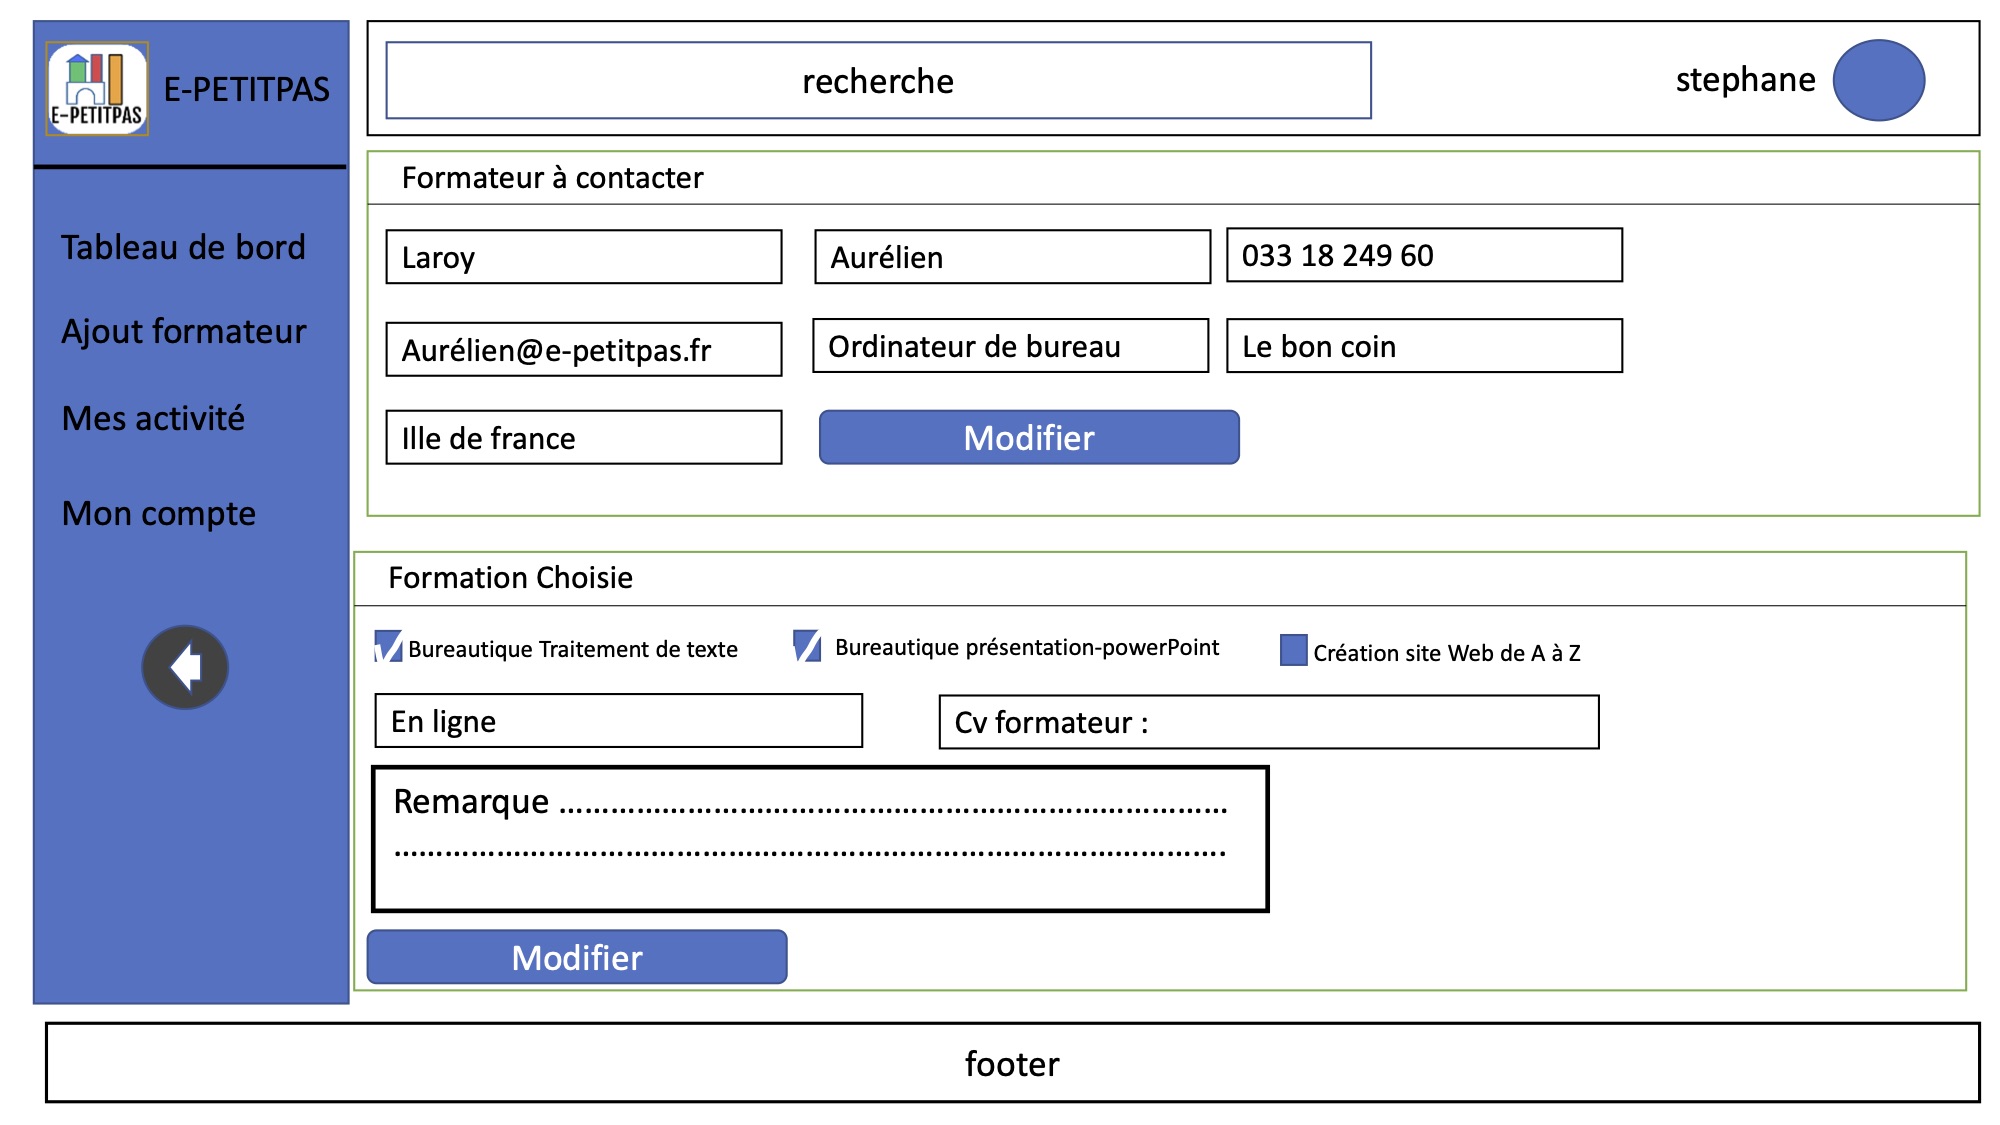 E-PETITPAS
E-PETITPAS
recherche
stephane
Tableau de bord
Ajout formateur
Mes activité
Mon compte
Formateur à contacter
Laroy
Aurélien
033 18 249 60
Aurélien@e-petitpas.fr
Ordinateur de bureau
Le bon coin
Ille de france
Modifier
Formation Choisie
Bureautique Traitement de texte
Bureautique présentation-powerPoint
Création site Web de A à Z
En ligne
Cv formateur :
Remarque ……………………………………………………………………
…………………………………………………………………………………….
Modifier
footer